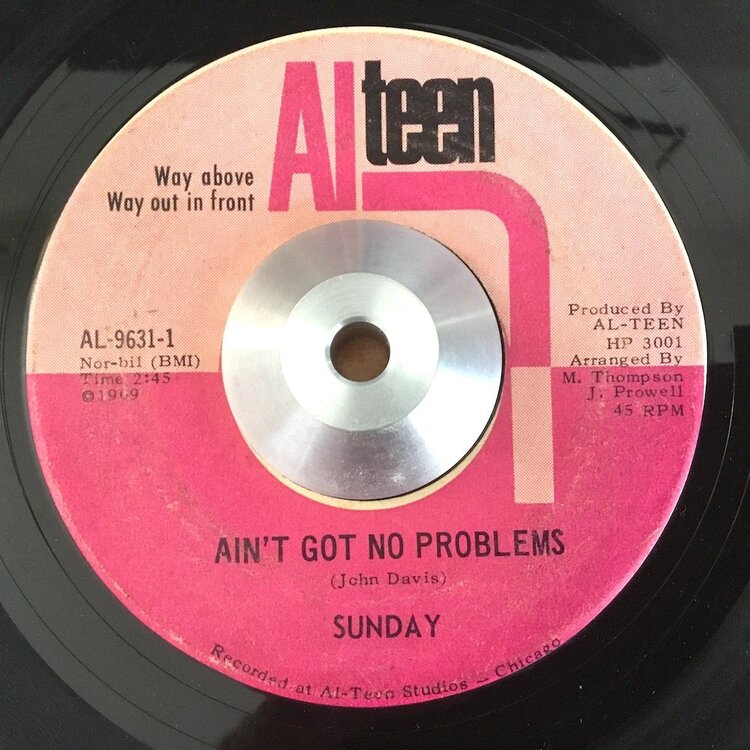 Al teen
Way above
Way out in front
AL-9631-1
Nor-bil (BMI)
Time 2:45
©1969
Produced By
AL-TEEN
HP 3001
Arranged By
M. Thompson
J. Prowell
45 RPM
AIN'T GOT NO PROBLEMS
(John Davis)
SUNDAY
Recorded at Al-Teen Studios - Chicago